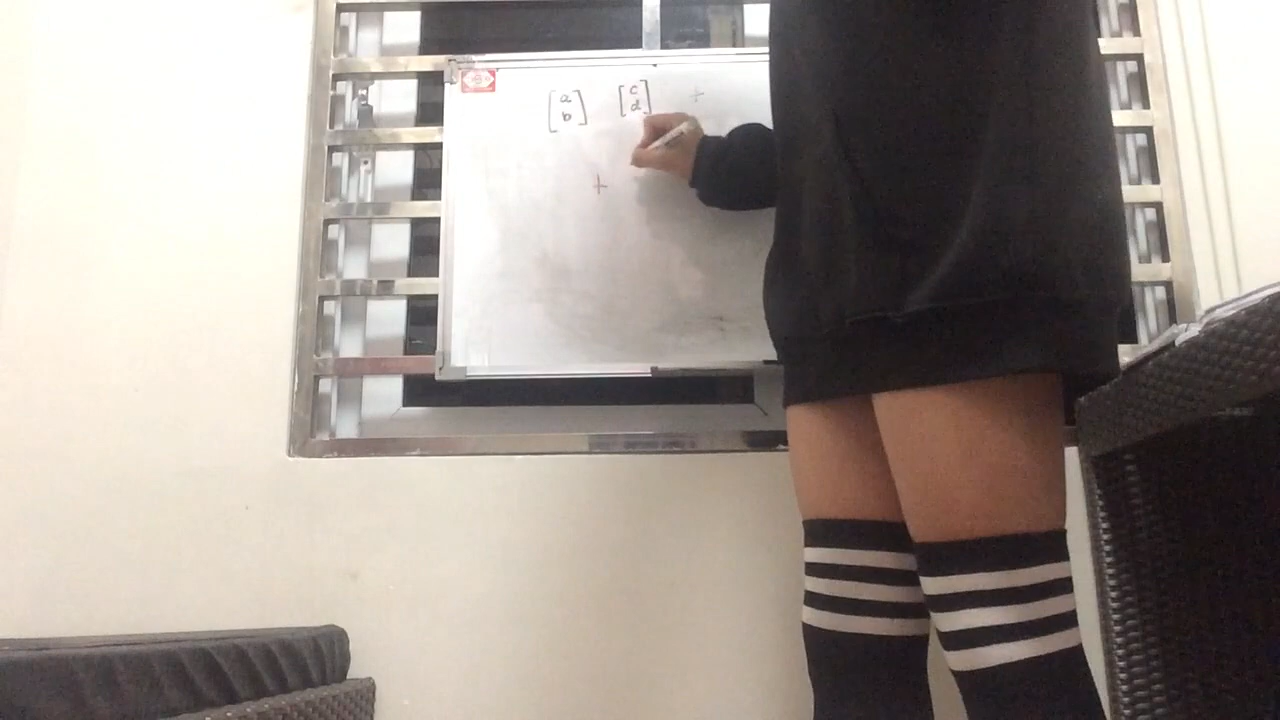 [a b] [c d] +
+